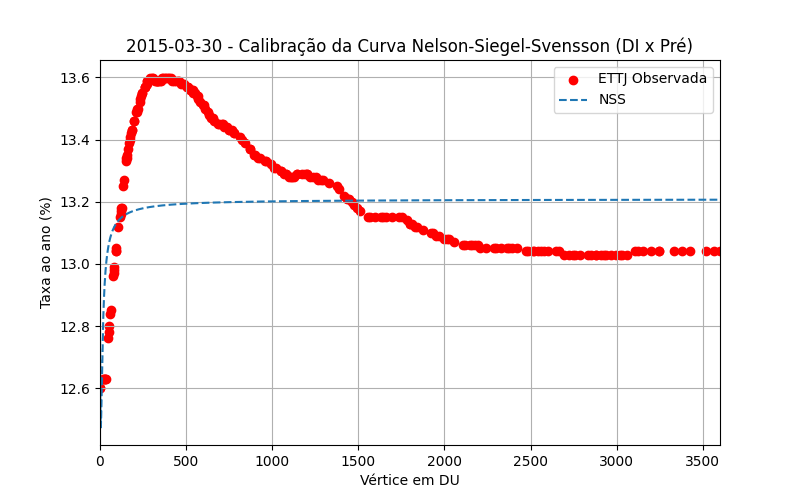 2015-03-30 - Calibração da Curva Nelson-Siegel-Svensson (DI x Pré)
ETTJ Observada
NSS
Taxa ao ano (%)
13.6
13.4
13.2
13.0
12.8
12.6
0 500 1000 1500 2000 2500 3000 3500
Vértice em DU